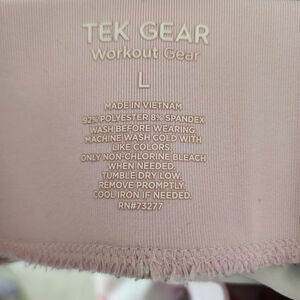 TEK GEAR
Workout Gear
L
MADE IN VIETNAM
92% POLYESTER 8% SPANDEX
WASH BEFORE WEARING.
MACHINE WASH COLD WITH
LIKE COLORS.
ONLY NON-CHLORINE BLEACH
WHEN NEEDED.
TUMBLE DRY LOW.
REMOVE PROMPTLY.
COOL IRON IF NEEDED.
RN#73277